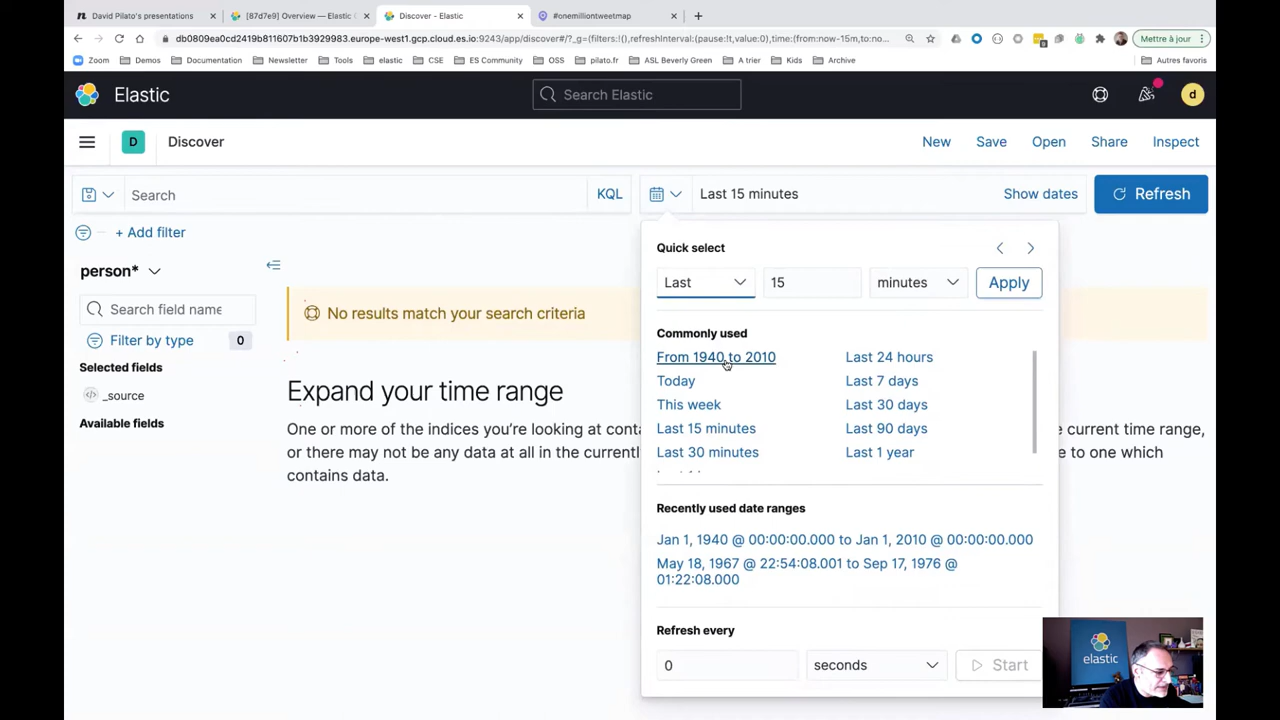 David Pilato's presentations
[87d7e9] Overview — Elastic C
Discover - Elastic
#onemilliontweetmap
db0809ea0cd2419b811607b1b3929983.europe-west1.gcp.cloud.es.io:9243/app/discover#/?_g=(filters:!(),refreshInterval:(pause:!t,value:0),time:(from:now-15m,to:no...
Mettre à jour
Zoom
Demos
Documentation
Newsletter
Tools
elastic
CSE
ES Community
OSS
pilato.fr
ASL Beverly Green
A trier
Kids
Archive
Autres favoris
Elastic
Search Elastic
d
D
Discover
New
Save
Open
Share
Inspect
Search
KQL
Last 15 minutes
Show dates
Refresh
+ Add filter
Quick select
Last
15
minutes
Apply
person*
Search field name
Filter by type
0
Selected fields
_source
Available fields
No results match your search criteria
Expand your time range
One or more of the indices you're looking at conta
e current time range,
or there may not be any data at all in the currentl
e to one which
contains data.
Commonly used
From 1940 to 2010
Last 24 hours
Today
Last 7 days
This week
Last 30 days
Last 15 minutes
Last 90 days
Last 30 minutes
Last 1 year
Recently used date ranges
Jan 1, 1940 @ 00:00:00.000 to Jan 1, 2010 @ 00:00:00.000
May 18, 1967 @ 22:54:08.001 to Sep 17, 1976 @
01:22:08.000
Refresh every
0
seconds
Start
elastic